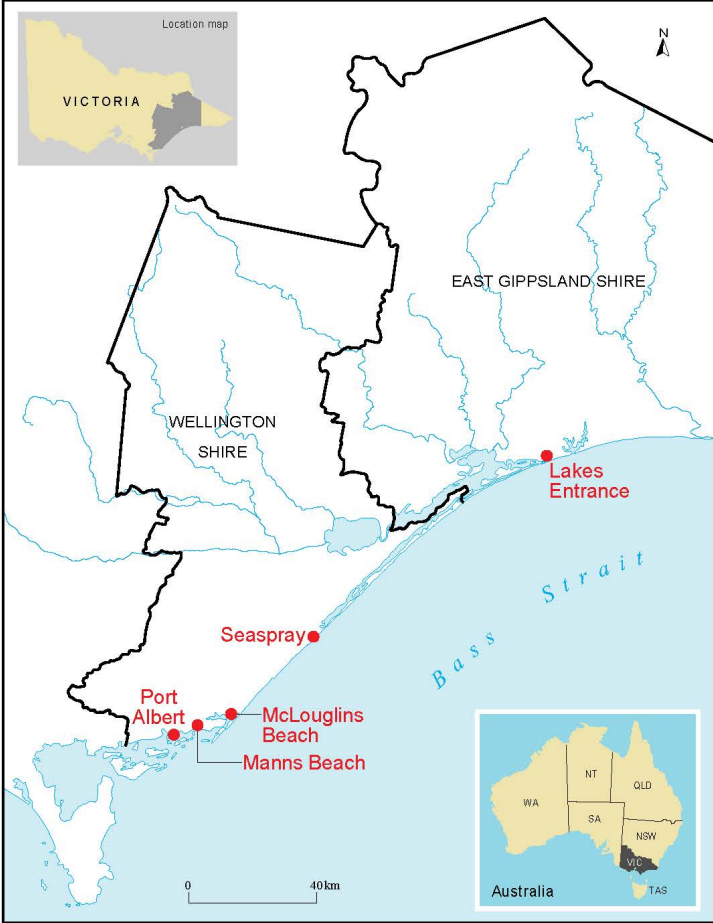 Location map
VICTORIA
N
EAST GIPPSLAND SHIRE
WELLINGTON
SHIRE
Lakes
Entrance
Bass Strait
Seaspray
Port
Albert
McLouglins
Beach
Manns Beach
0 40km
WA
NT
QLD
SA
NSW
VIC
TAS
Australia